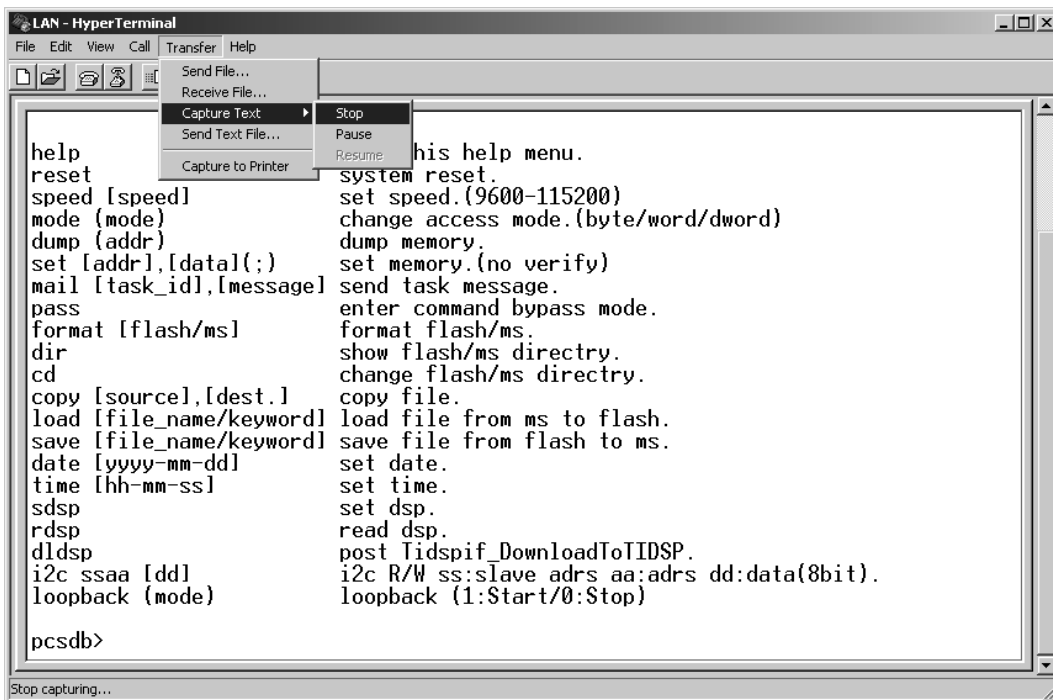 LAN - HyperTerminal
File Edit View Call Transfer Help
Send File...
Receive File...
Capture Text
Send Text File...
Capture to Printer
Stop
Pause
Resume
help his help menu.
reset system reset.
speed [speed] set speed.(9600-115200)
mode (mode) change access mode.(byte/word/dword)
dump (addr) dump memory.
set [addr],[data](;) set memory.(no verify)
mail [task_id],[message] send task message.
pass enter command bypass mode.
format [flash/ms] format flash/ms.
dir show flash/ms directry.
cd change flash/ms directry.
copy [source],[dest.] copy file.
load [file_name/keyword] load file from ms to flash.
save [file_name/keyword] save file from flash to ms.
date [yyyy-mm-dd] set date.
time [hh-mm-ss] set time.
sdsp set dsp.
rdsp read dsp.
dldsp post Tidspif_DownloadToTIDSP.
i2c ssaa [dd] i2c R/W ss:slave adrs aa:adrs dd:data(8bit).
loopback (mode) loopback (1:Start/0:Stop)
pcsdb>
Stop capturing...